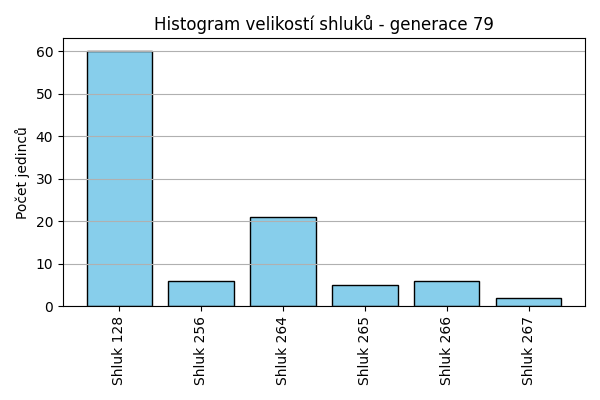 Histogram velikostí shluků - generace 79
Počet jedinců
60
50
40
30
20
10
0
Shluk 128
Shluk 256
Shluk 264
Shluk 265
Shluk 266
Shluk 267